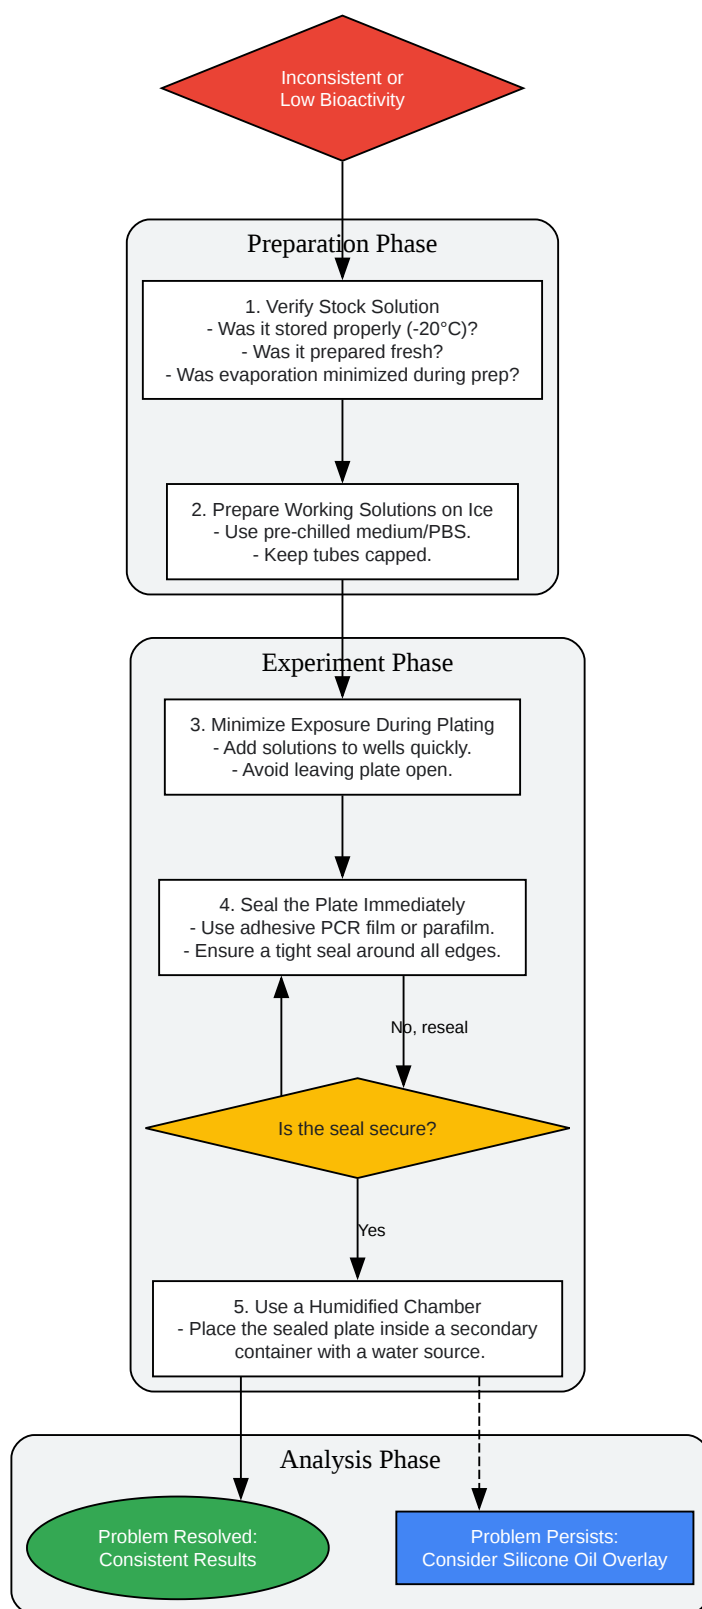 Inconsistent or
Low Bioactivity
Preparation Phase
1. Verify Stock Solution
- Was it stored properly (-20°C)?
- Was it prepared fresh?
- Was evaporation minimized during prep?
2. Prepare Working Solutions on Ice
- Use pre-chilled medium/PBS.
- Keep tubes capped.
Experiment Phase
3. Minimize Exposure During Plating
- Add solutions to wells quickly.
- Avoid leaving plate open.
4. Seal the Plate Immediately
- Use adhesive PCR film or parafilm.
- Ensure a tight seal around all edges.
No, reseal
Is the seal secure?
Yes
5. Use a Humidified Chamber
- Place the sealed plate inside a secondary
container with a water source.
Analysis Phase
Problem Resolved:
Consistent Results
Problem Persists:
Consider Silicone Oil Overlay